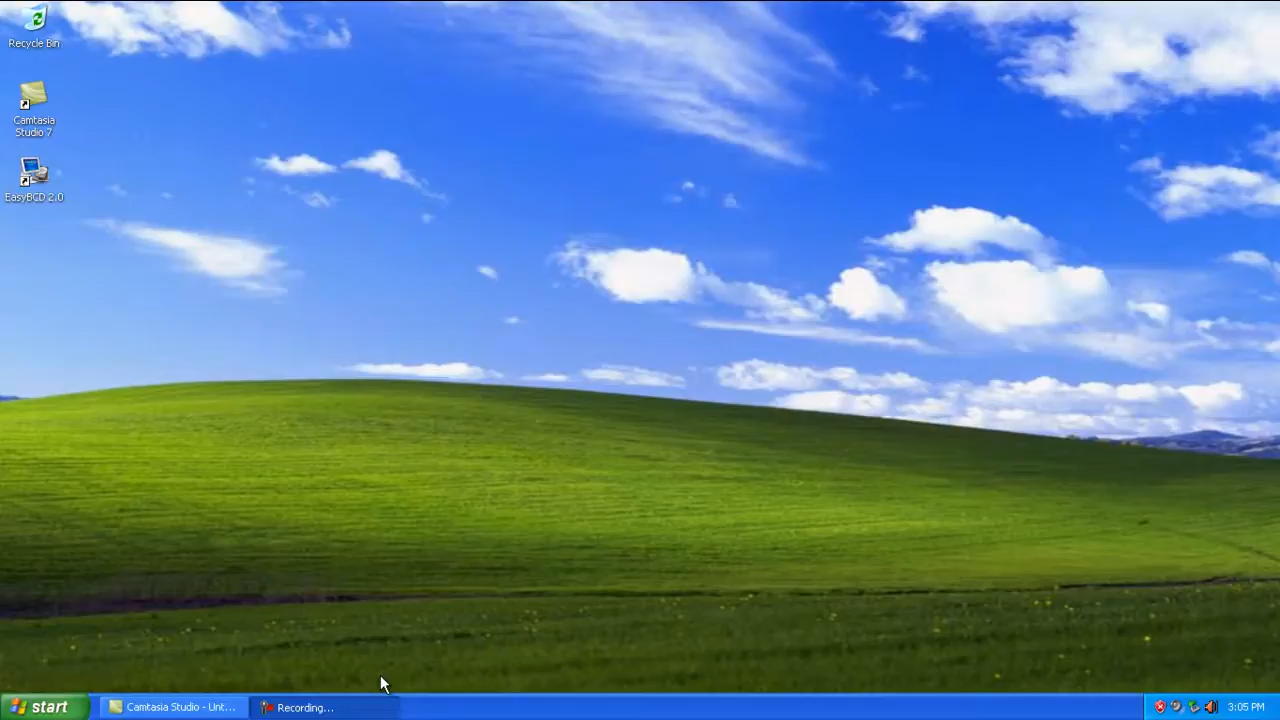 Recycle Bin
Camtasia
Studio 7
EasyBCD 2.0
start
Camtasia Studio - Unt...
Recording...
3:05 PM